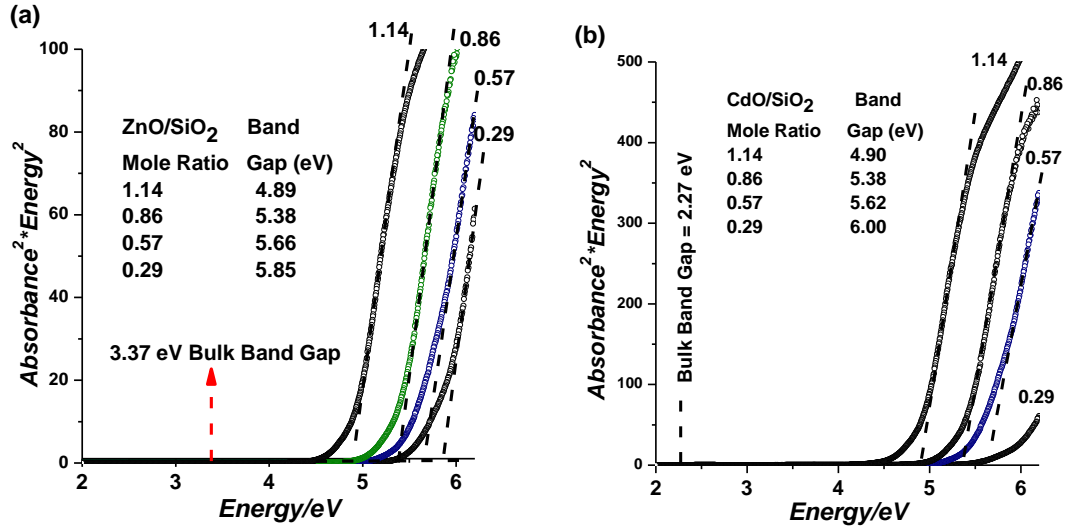 (a)
1.14
0.86
0.57
0.29
100
80
60
40
20
0
Absorbance²*Energy²
ZnO/SiO₂ Band
Mole Ratio Gap (eV)
1.14 4.89
0.86 5.38
0.57 5.66
0.29 5.85
3.37 eV Bulk Band Gap
2 3 4 5 6
Energy/eV
(b)
1.14
0.86
0.57
0.29
500
400
300
200
100
0
Absorbance²*Energy²
CdO/SiO₂ Band
Mole Ratio Gap (eV)
1.14 4.90
0.86 5.38
0.57 5.62
0.29 6.00
Bulk Band Gap = 2.27 eV
2 3 4 5 6
Energy/eV